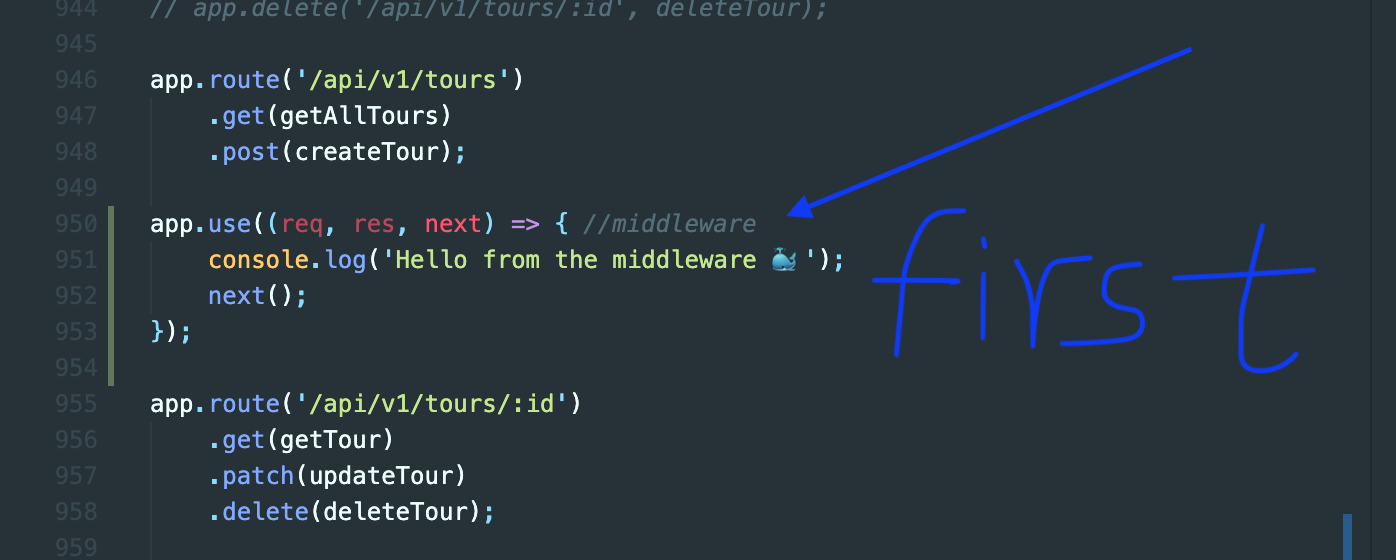 944 // app.delete('/api/v1/tours/:id', deleteTour);
945
946 app.route('/api/v1/tours')
947 .get(getAllTours)
948 .post(createTour);
949
950 app.use((req, res, next) => { //middleware
951 console.log('Hello from the middleware 🐳');
first
952 next();
953 });
954
955 app.route('/api/v1/tours/:id')
956 .get(getTour)
957 .patch(updateTour)
958 .delete(deleteTour);
959